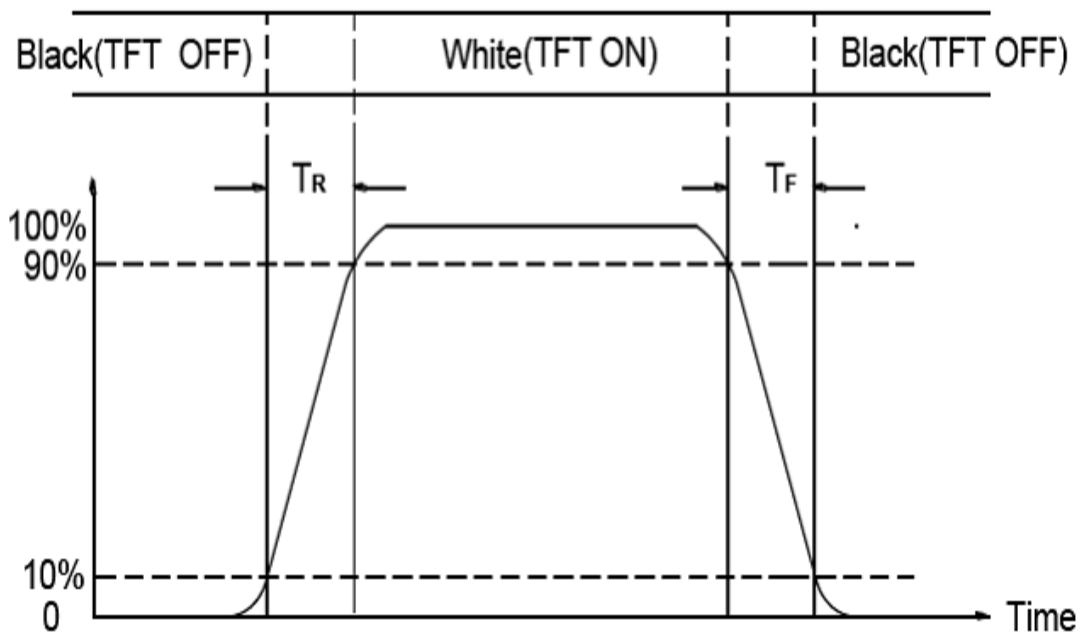 Black(TFT OFF) White(TFT ON) Black(TFT OFF)
TR TF
100%
90%
10%
0
Time